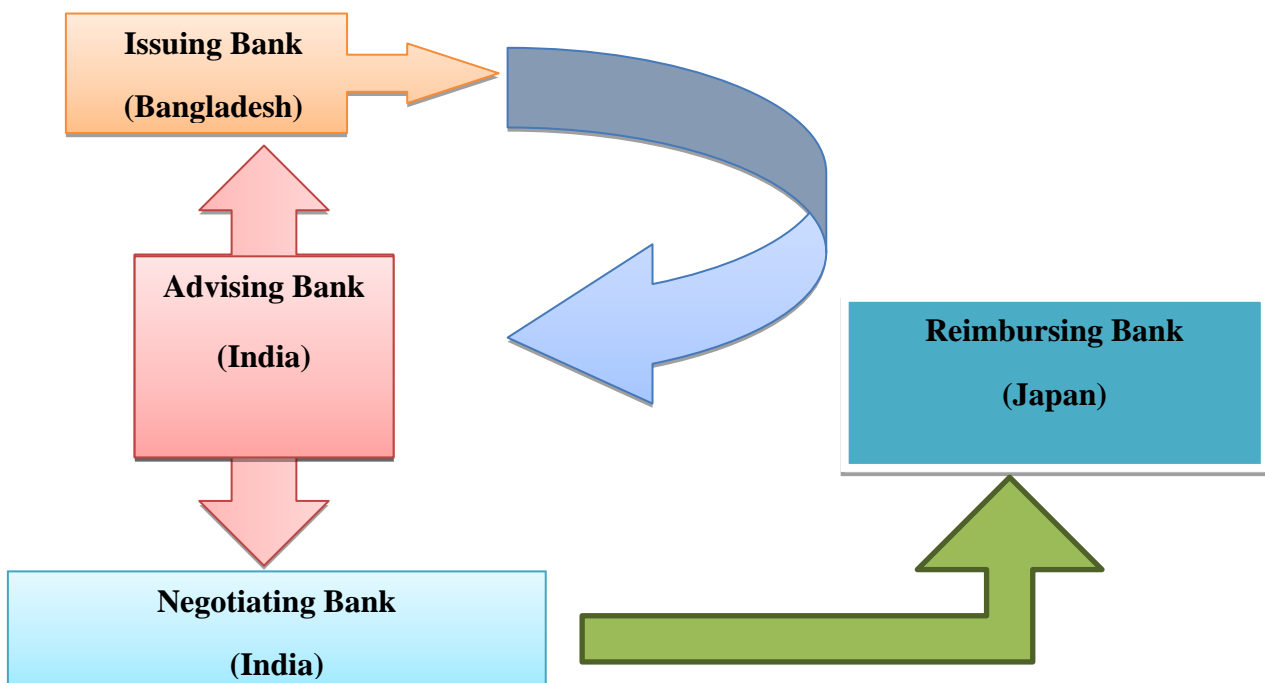 Issuing Bank
(Bangladesh)
Advising Bank
(India)
Reimbursing Bank
(Japan)
Negotiating Bank
(India)